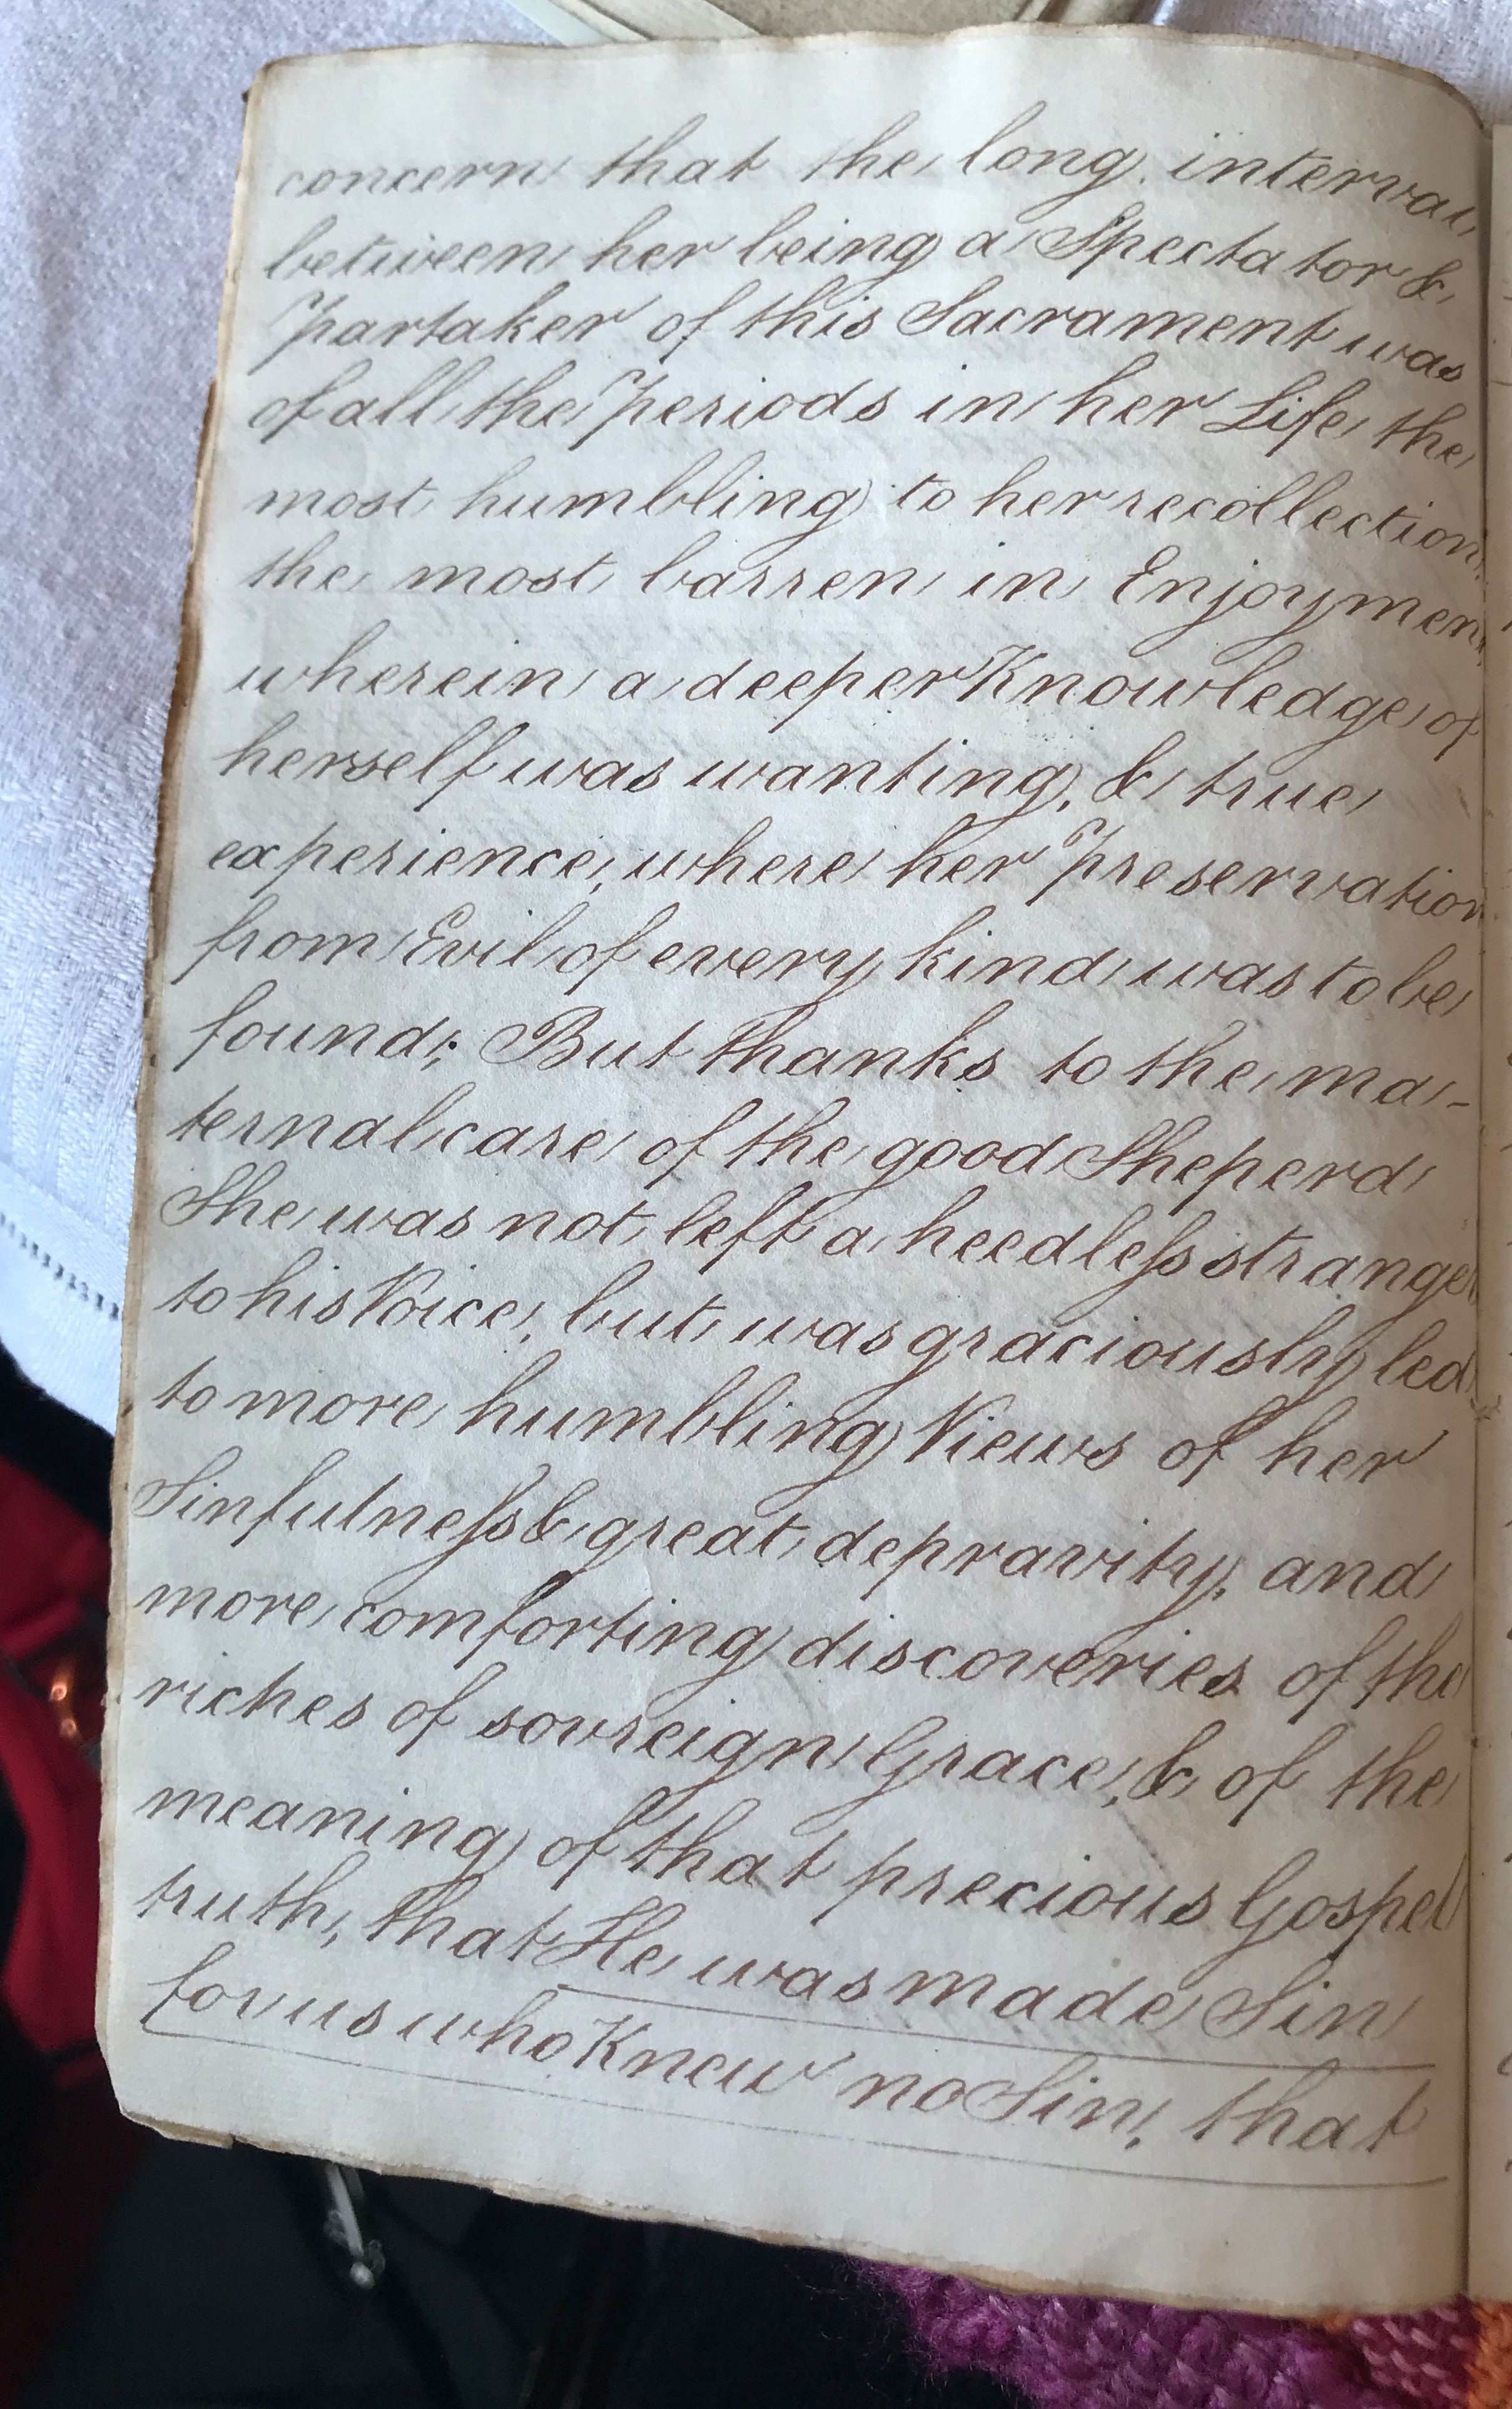 concern that the long interval
between her being a Spectator &
Partaker of this Sacrament was
of all the Periods in her Life the
most humbling to her recollection
the most barren in Enjoymen
wherein a deeper Knowledge of
herself was wanting, & true
experience, where her Preservation
from Evil of every kind was to be
found; But thanks to the ma-
ternal care of the good Sheperd
She was not left a heedleſs stranger
to his Voice, but was graciously led
to more humbling Views of her
Sinfulneſs & great depravity, and
more comforting discoveries of the
riches of sovreign Grace, & of the
meaning of that precious Gospel
truth, that He was made Sin
for us who Knew no Sin, that